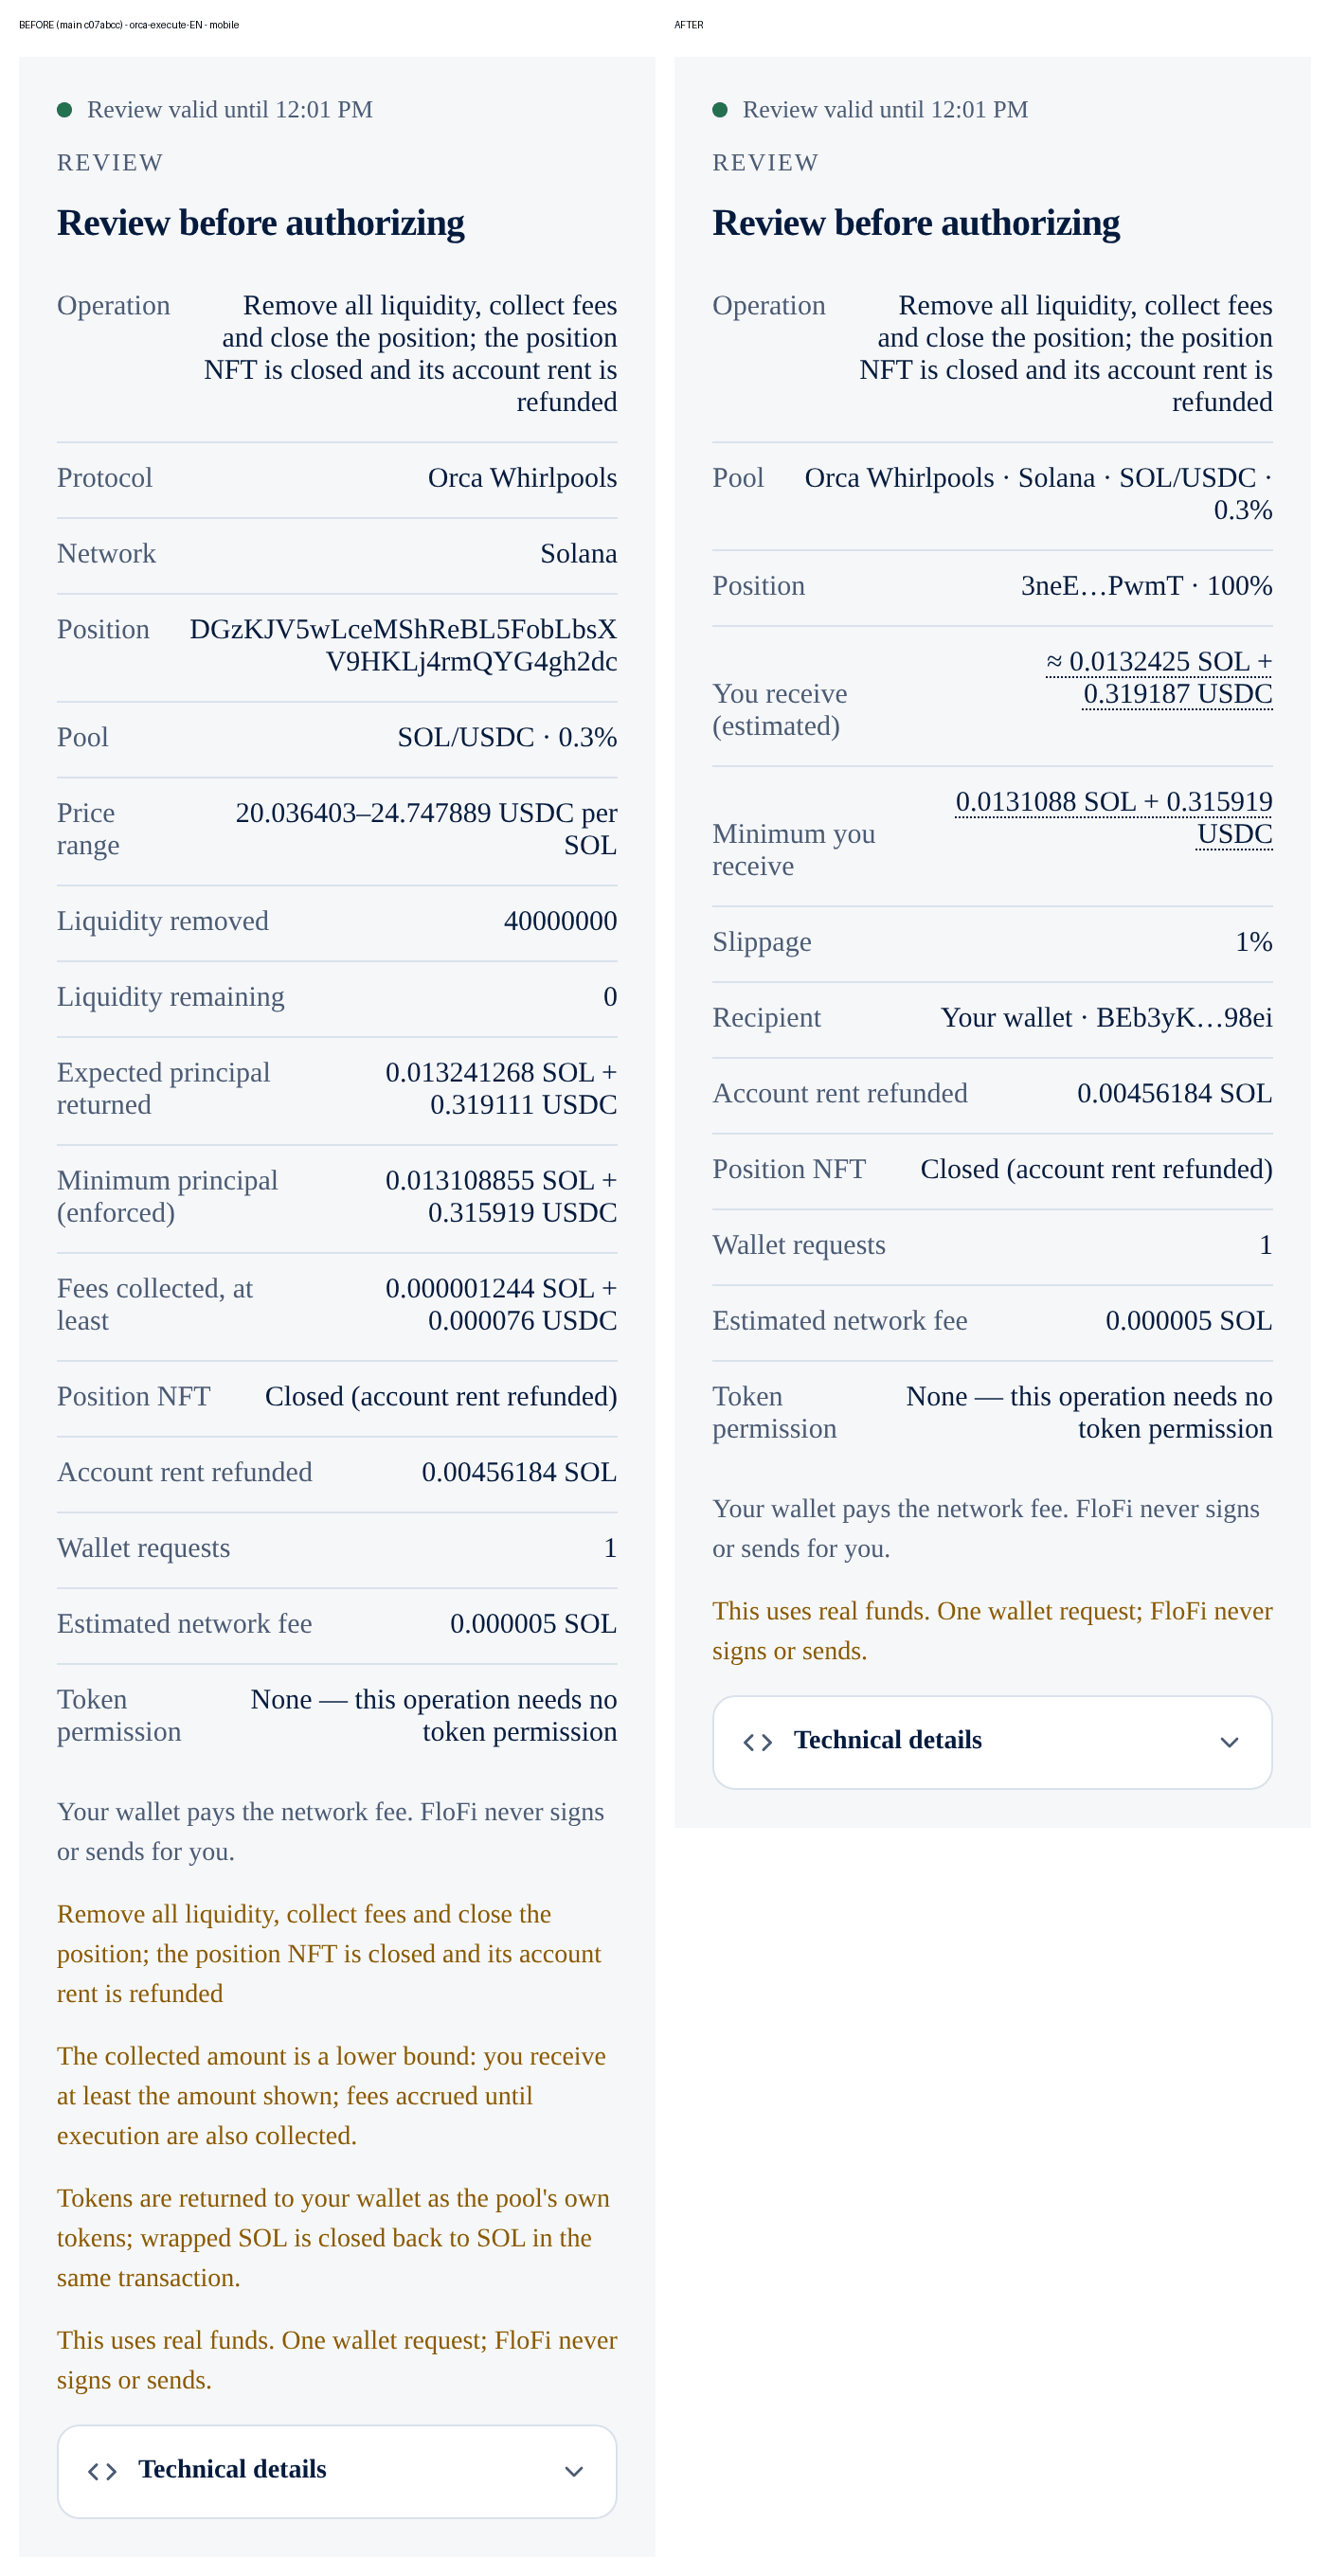 BEFORE (main c07abcc) - orca-execute-EN - mobile
Review valid until 12:01 PM
REVIEW
Review before authorizing
Operation Remove all liquidity, collect fees
and close the position; the position
NFT is closed and its account rent is
refunded
Protocol Orca Whirlpools
Network Solana
Position DGzKJV5wLceMShReBL5FobLbsX
V9HKLj4rmQYG4gh2dc
Pool SOL/USDC · 0.3%
Price 20.036403–24.747889 USDC per
range SOL
Liquidity removed 40000000
Liquidity remaining 0
Expected principal 0.013241268 SOL +
returned 0.319111 USDC
Minimum principal 0.013108855 SOL +
(enforced) 0.315919 USDC
Fees collected, at 0.000001244 SOL +
least 0.000076 USDC
Position NFT Closed (account rent refunded)
Account rent refunded 0.00456184 SOL
Wallet requests 1
Estimated network fee 0.000005 SOL
Token None — this operation needs no
permission token permission
Your wallet pays the network fee. FloFi never signs
or sends for you.
Remove all liquidity, collect fees and close the
position; the position NFT is closed and its account
rent is refunded
The collected amount is a lower bound: you receive
at least the amount shown; fees accrued until
execution are also collected.
Tokens are returned to your wallet as the pool's own
tokens; wrapped SOL is closed back to SOL in the
same transaction.
This uses real funds. One wallet request; FloFi never
signs or sends.
Technical details
AFTER
Review valid until 12:01 PM
REVIEW
Review before authorizing
Operation Remove all liquidity, collect fees
and close the position; the position
NFT is closed and its account rent is
refunded
Pool Orca Whirlpools · Solana · SOL/USDC ·
0.3%
Position 3neE…PwmT · 100%
≈ 0.0132425 SOL +
You receive 0.319187 USDC
(estimated)
0.0131088 SOL + 0.315919
Minimum you USDC
receive
Slippage 1%
Recipient Your wallet · BEb3yK…98ei
Account rent refunded 0.00456184 SOL
Position NFT Closed (account rent refunded)
Wallet requests 1
Estimated network fee 0.000005 SOL
Token None — this operation needs no
permission token permission
Your wallet pays the network fee. FloFi never signs
or sends for you.
This uses real funds. One wallet request; FloFi never
signs or sends.
Technical details